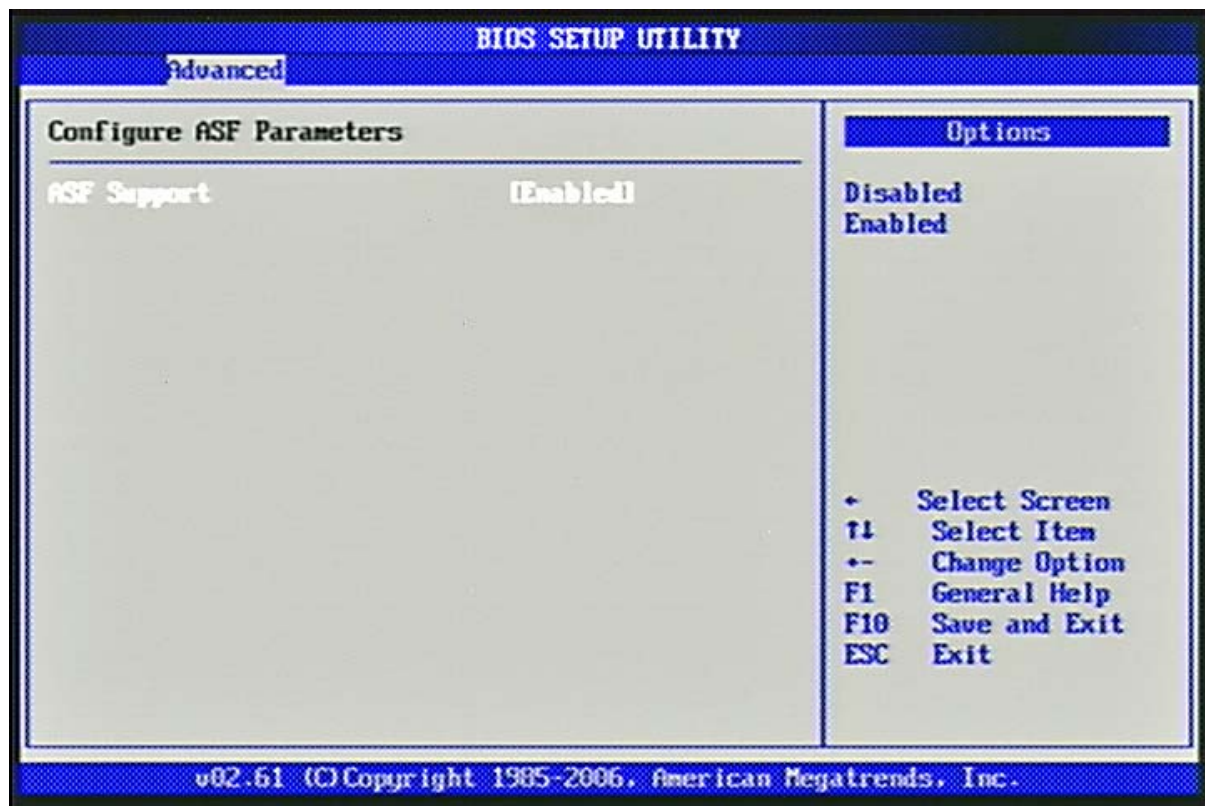 BIOS SETUP UTILITY
Advanced
Configure ASF Parameters
ASF Support [Enabled]
Options
Disabled
Enabled
← Select Screen
↑↓ Select Item
+- Change Option
F1 General Help
F10 Save and Exit
ESC Exit
v02.61 (C)Copyright 1985-2006, American Megatrends, Inc.